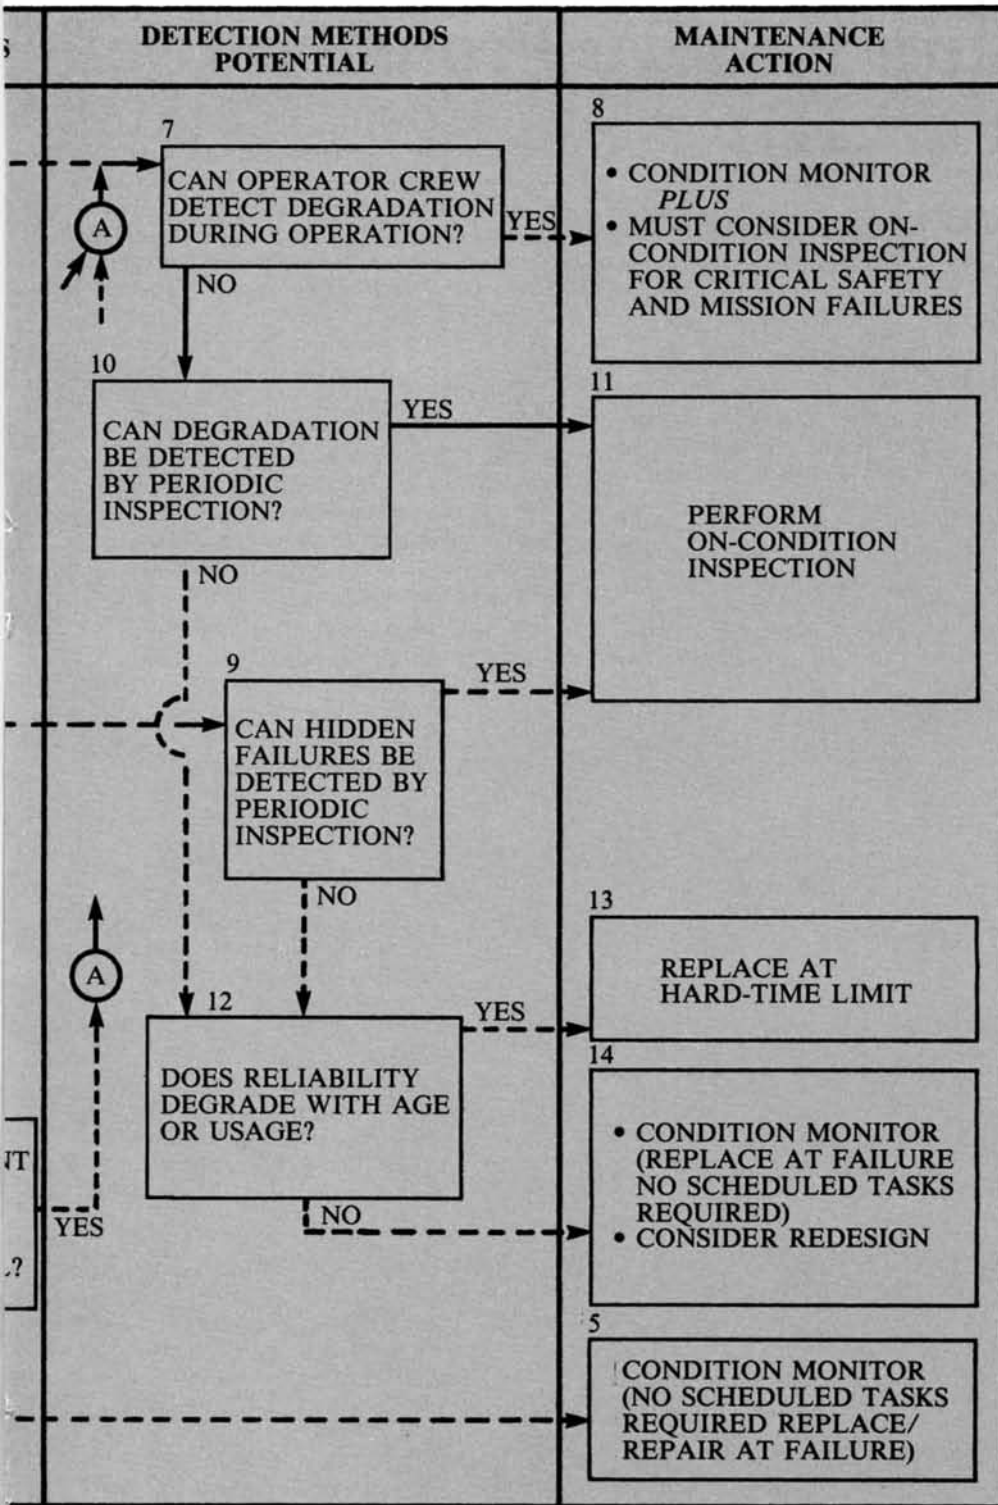 S
DETECTION METHODS
POTENTIAL
MAINTENANCE
ACTION
7
CAN OPERATOR CREW
DETECT DEGRADATION
DURING OPERATION?
YES
NO
A
8
• CONDITION MONITOR
PLUS
• MUST CONSIDER ON-
CONDITION INSPECTION
FOR CRITICAL SAFETY
AND MISSION FAILURES
10
CAN DEGRADATION
BE DETECTED
BY PERIODIC
INSPECTION?
YES
NO
11
PERFORM
ON-CONDITION
INSPECTION
9
CAN HIDDEN
FAILURES BE
DETECTED BY
PERIODIC
INSPECTION?
YES
NO
A
12
DOES RELIABILITY
DEGRADE WITH AGE
OR USAGE?
YES
NO
13
REPLACE AT
HARD-TIME LIMIT
14
• CONDITION MONITOR
(REPLACE AT FAILURE
NO SCHEDULED TASKS
REQUIRED)
• CONSIDER REDESIGN
NT
?
YES
5
CONDITION MONITOR
(NO SCHEDULED TASKS
REQUIRED REPLACE/
REPAIR AT FAILURE)